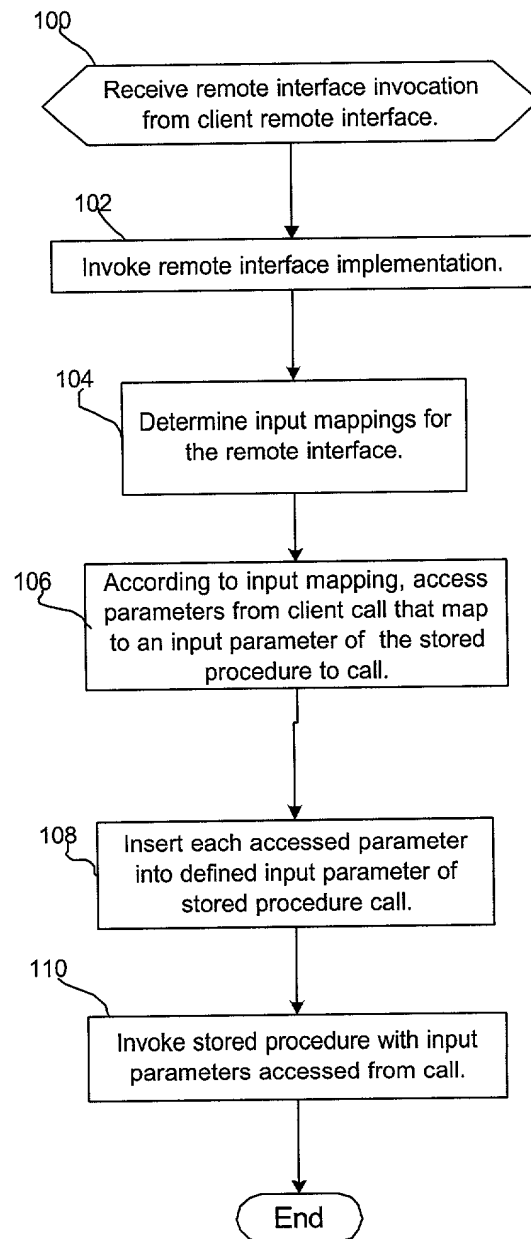 100
Receive remote interface invocation
from client remote interface.
102
Invoke remote interface implementation.
104
Determine input mappings for
the remote interface.
106
According to input mapping, access
parameters from client call that map
to an input parameter of the stored
procedure to call.
108
Insert each accessed parameter
into defined input parameter of
stored procedure call.
110
Invoke stored procedure with input
parameters accessed from call.
End